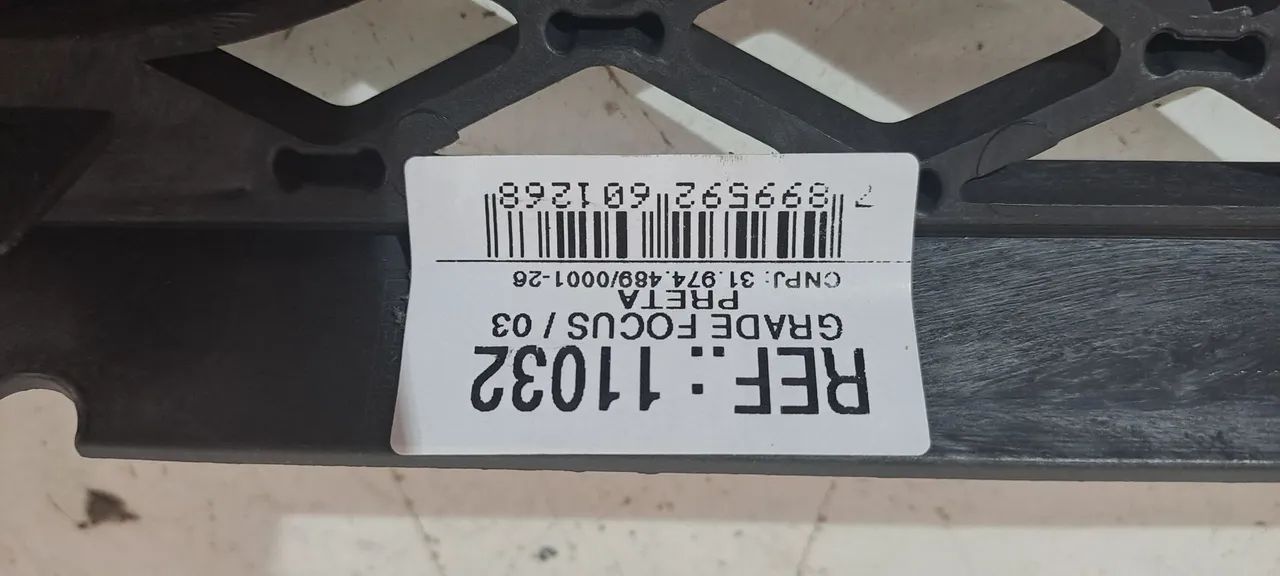 REF.: 11032
GRADE FOCUS / 03
PRETA
CNPJ: 31.974.489/0001-26
7 899592 601268